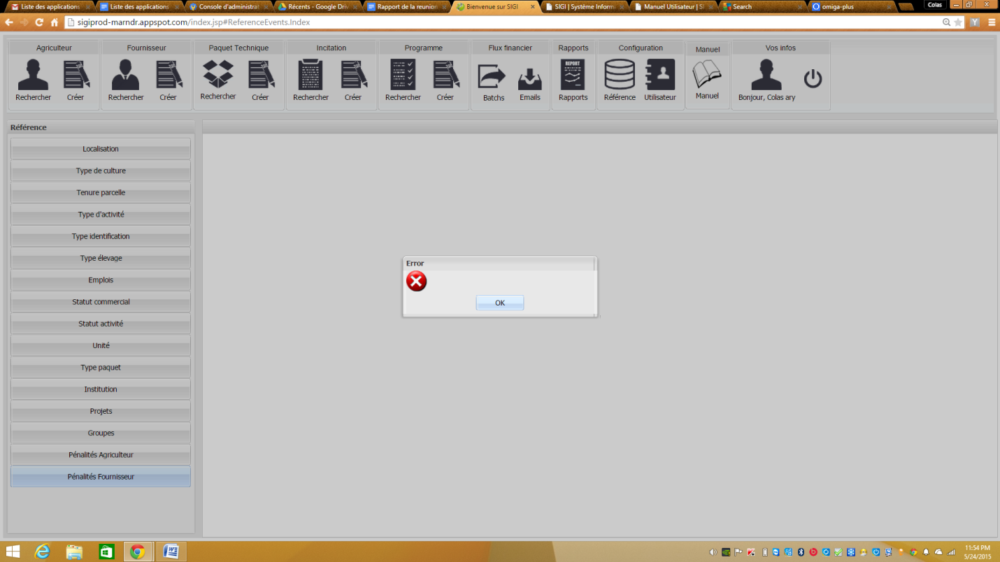 Liste des applications
Liste des applications
Console d'administrat
Récents - Google Driv
Rapport de la reunion
Bienvenue sur SIGI
SIGI | Système Inform
Manuel Utilisateur | SI
Search
omiga-plus
Colas
sigiprod-marndr.appspot.com/index.jsp#ReferenceEvents.Index
Agriculteur
Fournisseur
Paquet Technique
Incitation
Programme
Flux financier
Rapports
Configuration
Manuel
Vos infos
REPORT
Rechercher
Créer
Rechercher
Créer
Rechercher
Créer
Rechercher
Créer
Rechercher
Créer
Batchs
Emails
Rapports
Référence
Utilisateur
Manuel
Bonjour, Colas ary
Référence
Localisation
Type de culture
Tenure parcelle
Type d'activité
Type identification
Type élevage
Emplois
Statut commercial
Statut activité
Unité
Type paquet
Institution
Projets
Groupes
Pénalités Agriculteur
Pénalités Fournisseur
Error
OK
11:54 PM
5/24/2015